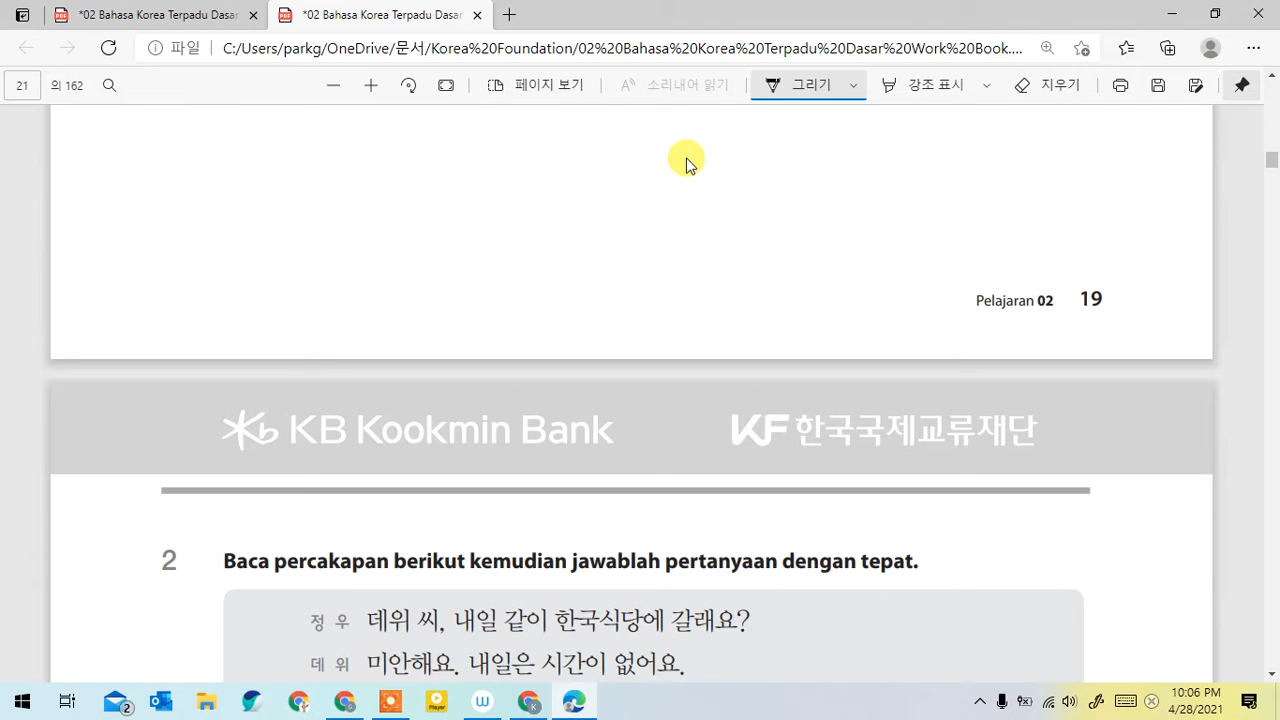 *02 Bahasa Korea Terpadu Dasar
*02 Bahasa Korea Terpadu Dasar
파일
C:/Users/parkg/OneDrive/문서/Korea%20Foundation/02%20Bahasa%20Korea%20Terpadu%20Dasar%20Work%20Book....
21
의 162
페이지 보기
소리내어 읽기
그리기
강조 표시
지우기
Pelajaran 02 19
KB Kookmin Bank
KF 한국국제교류재단
2 Baca percakapan berikut kemudian jawablah pertanyaan dengan tepat.
정 우 데위 씨, 내일 같이 한국식당에 갈래요?
데 위 미안해요. 내일은 시간이 없어요.
10:06 PM
4/28/2021